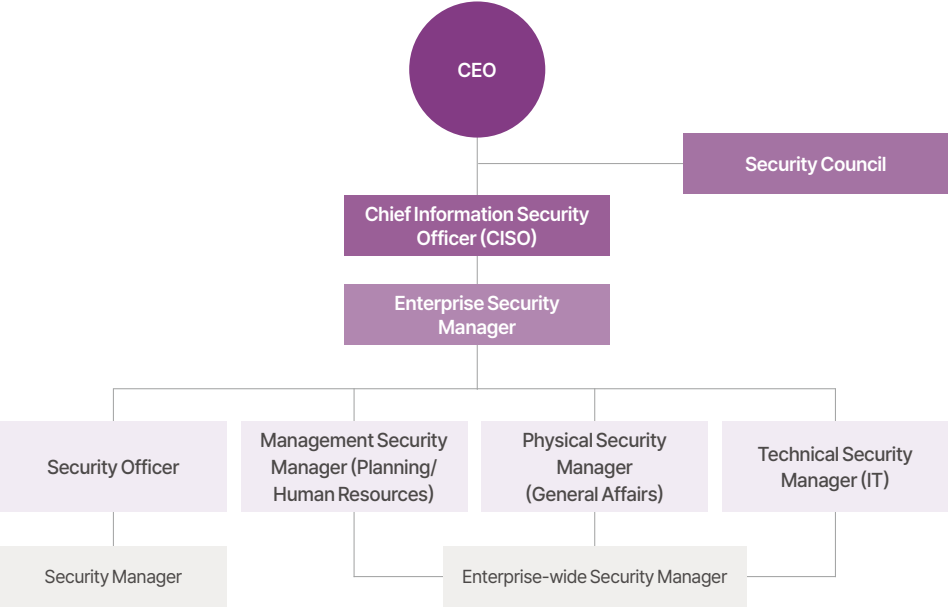 CEO
Security Council
Chief Information Security
Officer (CISO)
Enterprise Security
Manager
Security Officer
Management Security
Manager (Planning/
Human Resources)
Physical Security
Manager
(General Affairs)
Technical Security
Manager (IT)
Security Manager
Enterprise-wide Security Manager